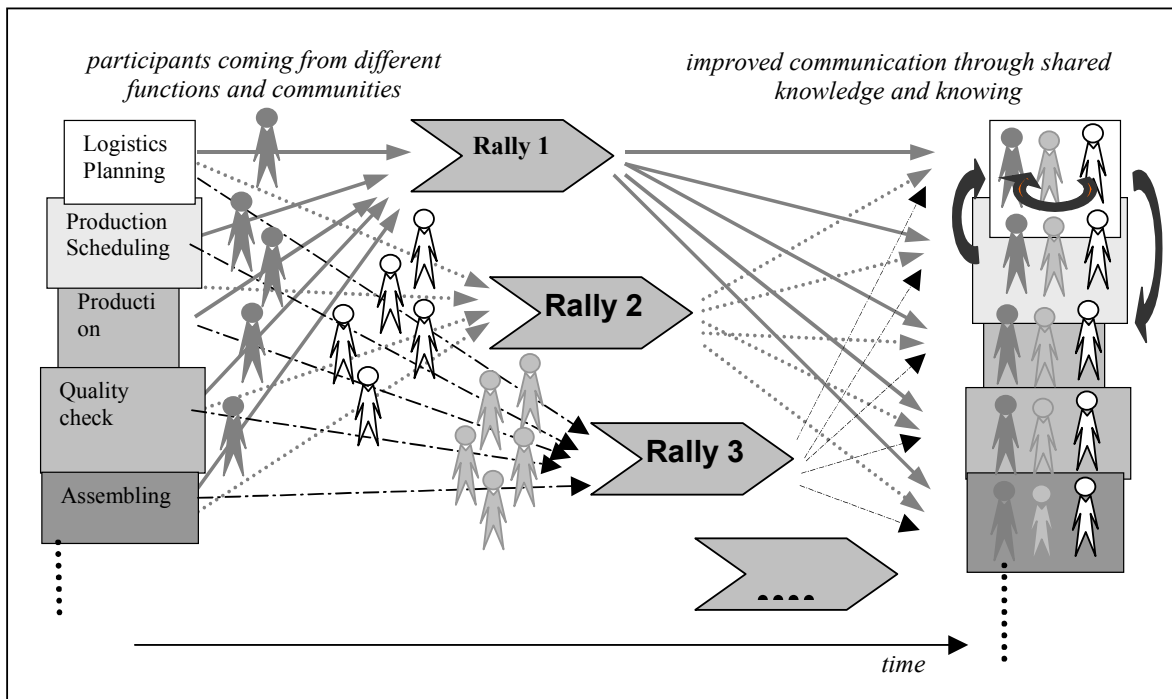 participants coming from different
functions and communities
improved communication through shared
knowledge and knowing
Logistics
Planning
Production
Scheduling
Producti
on
Quality
check
Assembling
Rally 1
Rally 2
Rally 3
....
time